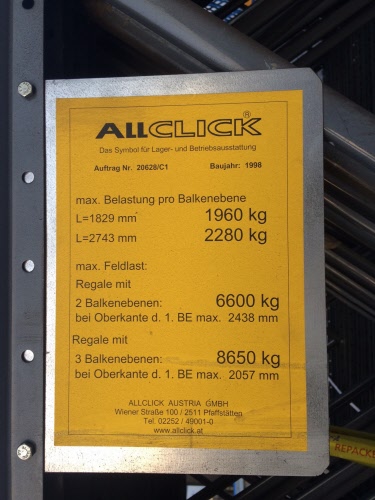 ALLCLICK®
Das Symbol für Lager- und Betriebsausstattung
Auftrag Nr. 20628/C1 Baujahr: 1998
max. Belastung pro Balkenebene
L=1829 mm 1960 kg
L=2743 mm 2280 kg
max. Feldlast:
Regale mit
2 Balkenebenen: 6600 kg
bei Oberkante d. 1. BE max. 2438 mm
Regale mit
3 Balkenebenen: 8650 kg
bei Oberkante d. 1. BE max. 2057 mm
ALLCLICK AUSTRIA GMBH
Wiener Straße 100 / 2511 Pfaffstätten
Tel. 02252 / 49001-0
www.allclick.at
REPACKE